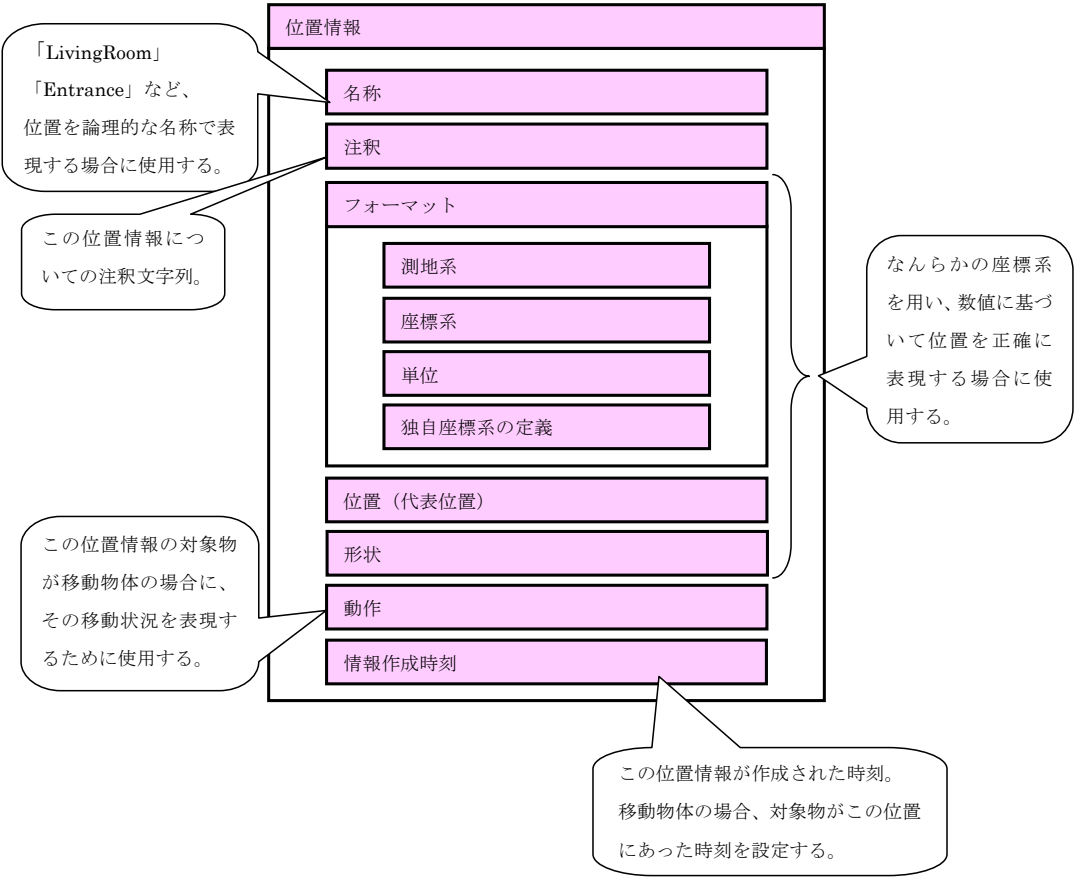 位置情報
「LivingRoom」
「Entrance」など、
位置を論理的な名称で表
現する場合に使用する。
名称
注釈
この位置情報につ
いての注釈文字列。
フォーマット
測地系
座標系
単位
独自座標系の定義
なんらかの座標系
を用い、数値に基づ
いて位置を正確に
表現する場合に使
用する。
位置（代表位置）
形状
この位置情報の対象物
が移動物体の場合に、
その移動状況を表現す
るために使用する。
動作
情報作成時刻
この位置情報が作成された時刻。
移動物体の場合、対象物がこの位置
にあった時刻を設定する。